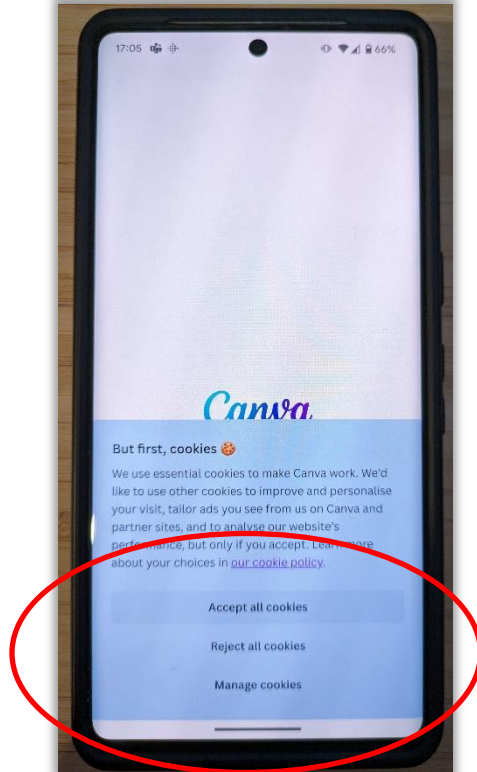 17:05 66%
Canva
But first, cookies 🍪
We use essential cookies to make Canva work. We'd
like to use other cookies to improve and personalise
your visit, tailor ads you see from us on Canva and
partner sites, and to analyse our website's
performance, but only if you accept. Learn more
about your choices in our cookie policy.
Accept all cookies
Reject all cookies
Manage cookies